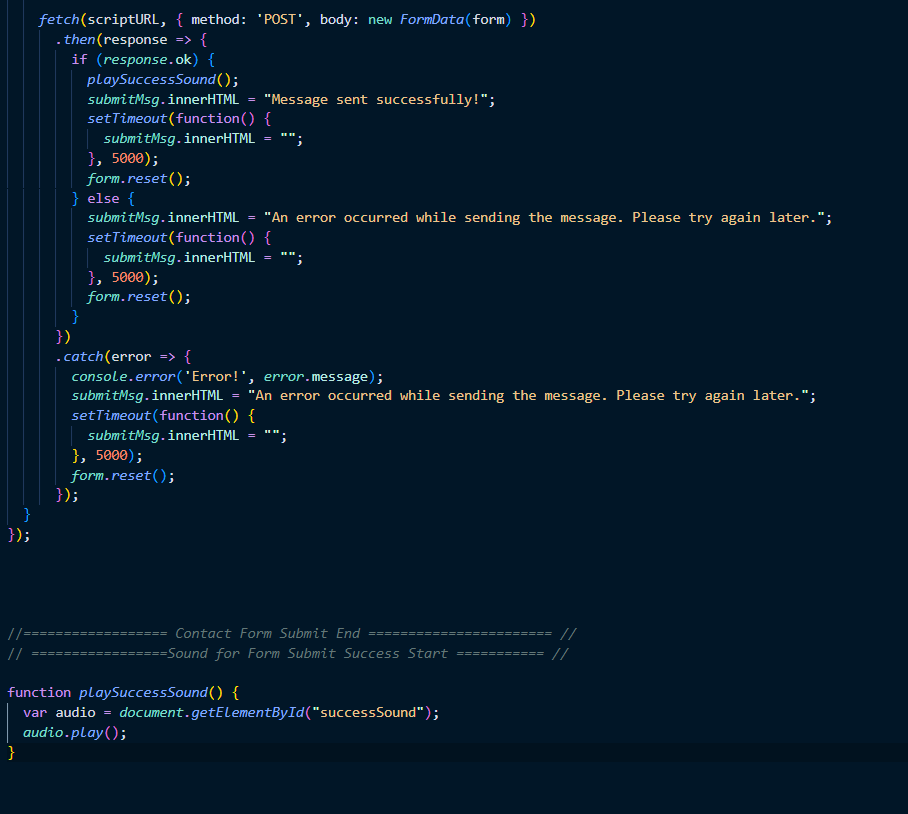 fetch(scriptURL, { method: 'POST', body: new FormData(form) })
.then(response => {
if (response.ok) {
playSuccessSound();
submitMsg.innerHTML = "Message sent successfully!";
setTimeout(function() {
submitMsg.innerHTML = "";
}, 5000);
form.reset();
} else {
submitMsg.innerHTML = "An error occurred while sending the message. Please try again later.";
setTimeout(function() {
submitMsg.innerHTML = "";
}, 5000);
form.reset();
}
})
.catch(error => {
console.error('Error!', error.message);
submitMsg.innerHTML = "An error occurred while sending the message. Please try again later.";
setTimeout(function() {
submitMsg.innerHTML = "";
}, 5000);
form.reset();
});
}
});
//================== Contact Form Submit End ======================= //
// =================Sound for Form Submit Success Start =========== //
function playSuccessSound() {
var audio = document.getElementById("successSound");
audio.play();
}